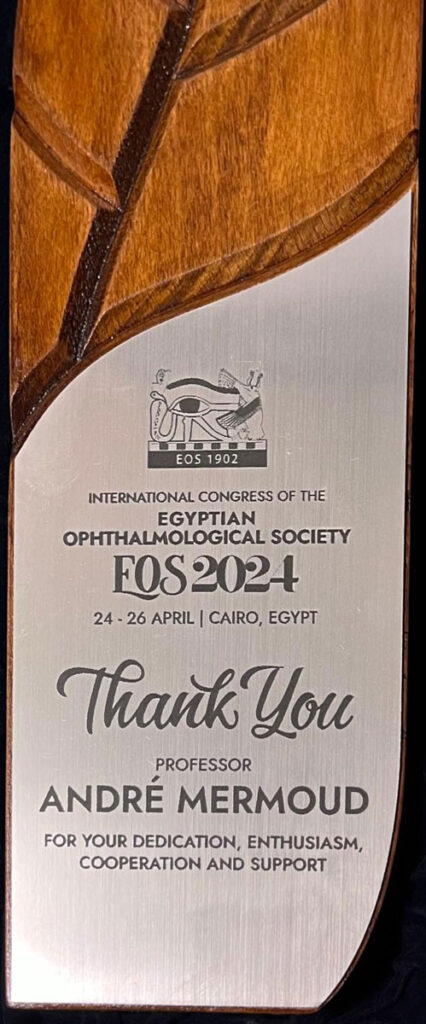 EOS 1902
INTERNATIONAL CONGRESS OF THE
EGYPTIAN
OPHTHALMOLOGICAL SOCIETY
EOS 2024
24 - 26 APRIL | CAIRO, EGYPT
Thank You
PROFESSOR
ANDRÉ MERMOUD
FOR YOUR DEDICATION, ENTHUSIASM,
COOPERATION AND SUPPORT